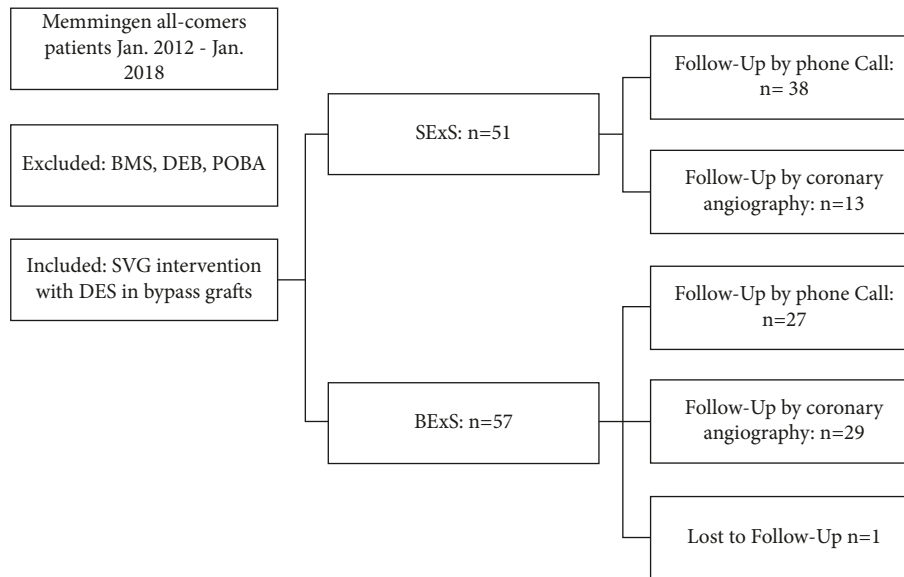 Memmingen all-comers
patients Jan. 2012 - Jan.
2018
Excluded: BMS, DEB, POBA
Included: SVG intervention
with DES in bypass grafts
SExS: n=51
BExS: n=57
Follow-Up by phone Call:
n= 38
Follow-Up by coronary
angiography: n=13
Follow-Up by phone Call:
n=27
Follow-Up by coronary
angiography: n=29
Lost to Follow-Up n=1